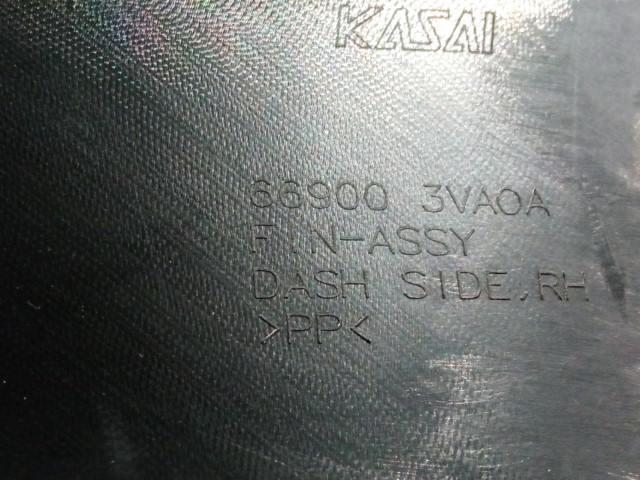 KASAI
66900 3VA0A
FIN-ASSY
DASH SIDE,RH
>PP<